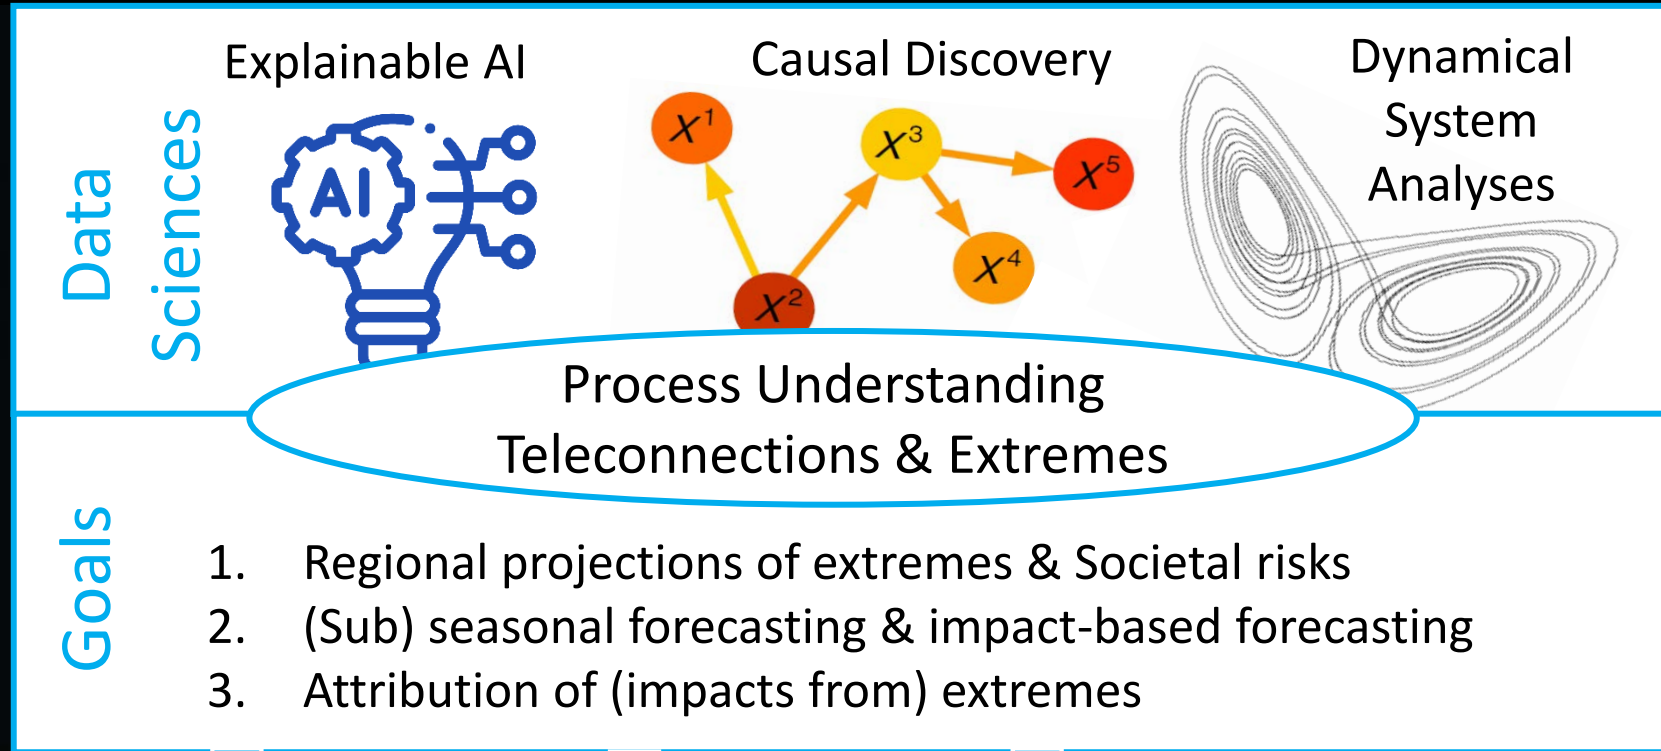 Data
Sciences
Explainable AI
AI
Causal Discovery
X1
X2
X3
X4
X5
Dynamical
System
Analyses
Process Understanding
Teleconnections & Extremes
Goals
1. Regional projections of extremes & Societal risks
2. (Sub) seasonal forecasting & impact-based forecasting
3. Attribution of (impacts from) extremes